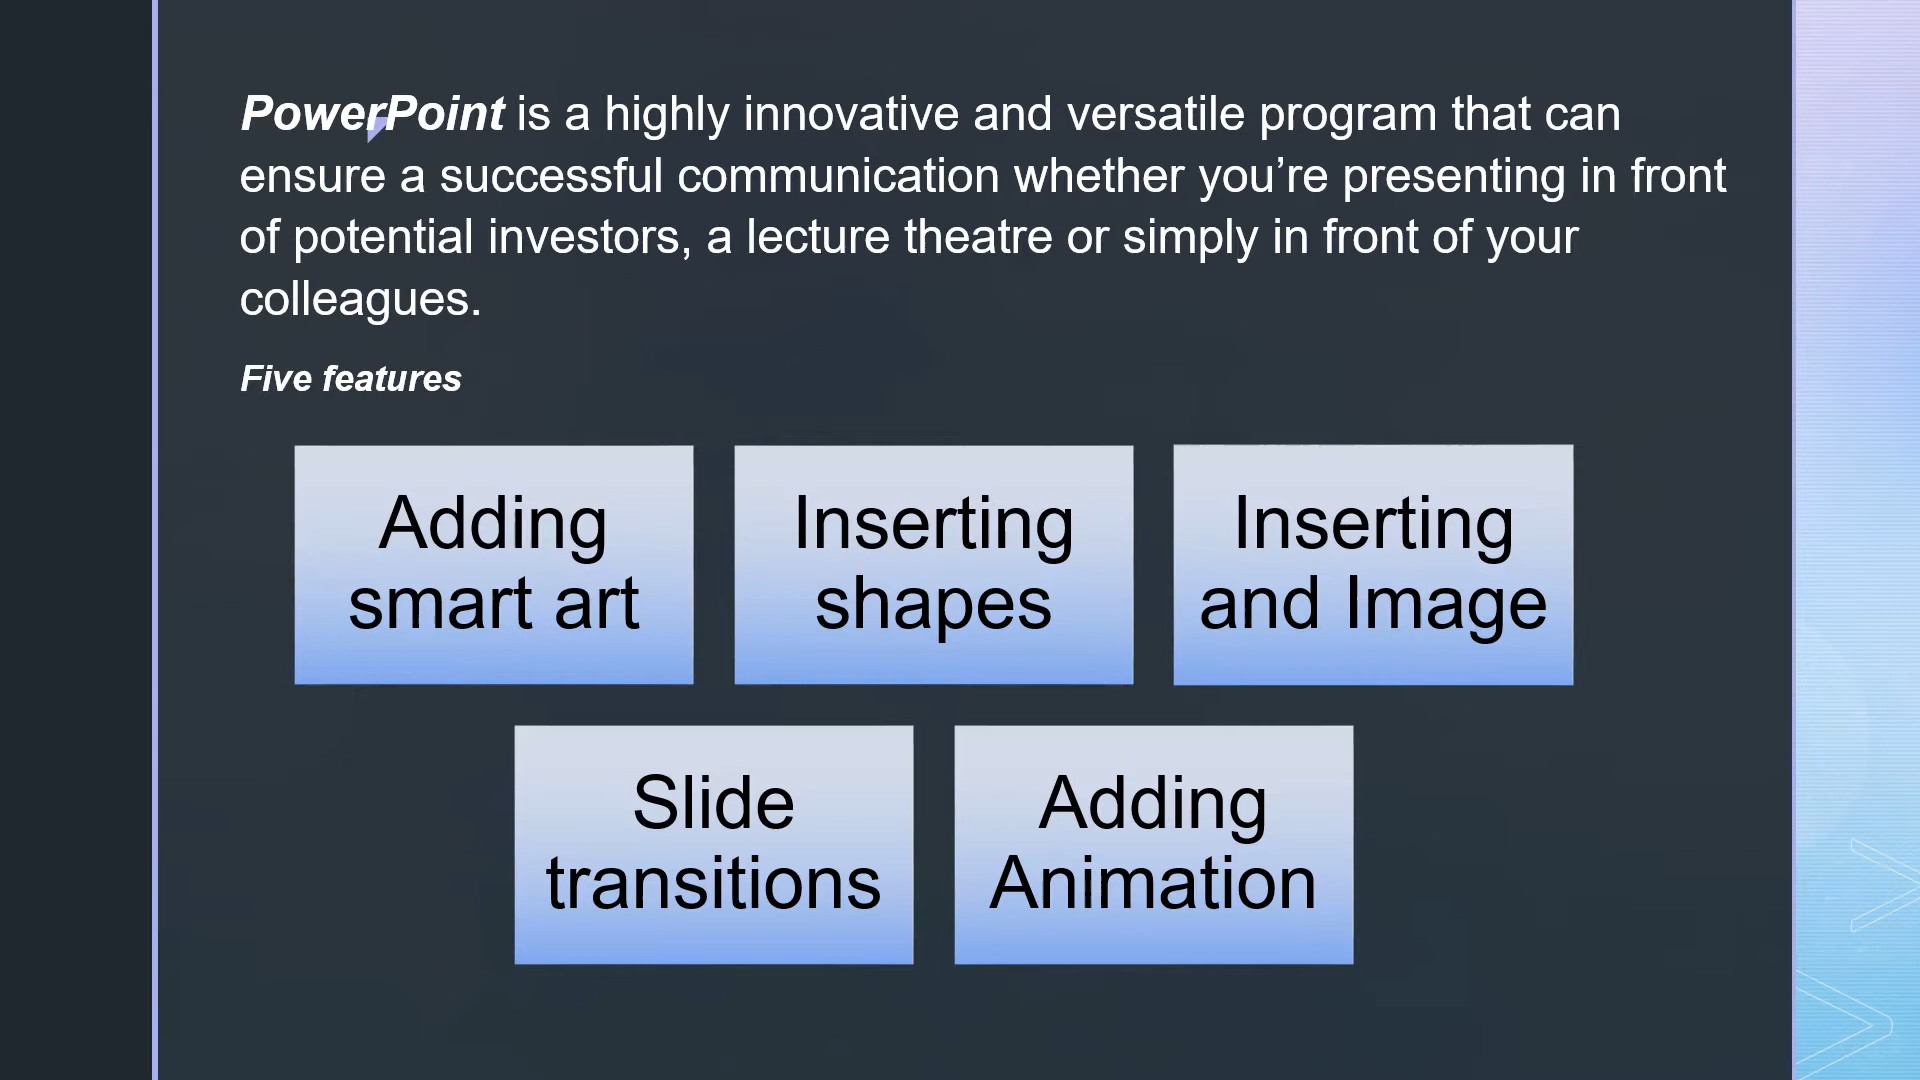 PowerPoint is a highly innovative and versatile program that can
ensure a successful communication whether you’re presenting in front
of potential investors, a lecture theatre or simply in front of your
colleagues.
Five features
Adding
smart art
Inserting
shapes
Inserting
and Image
Slide
transitions
Adding
Animation